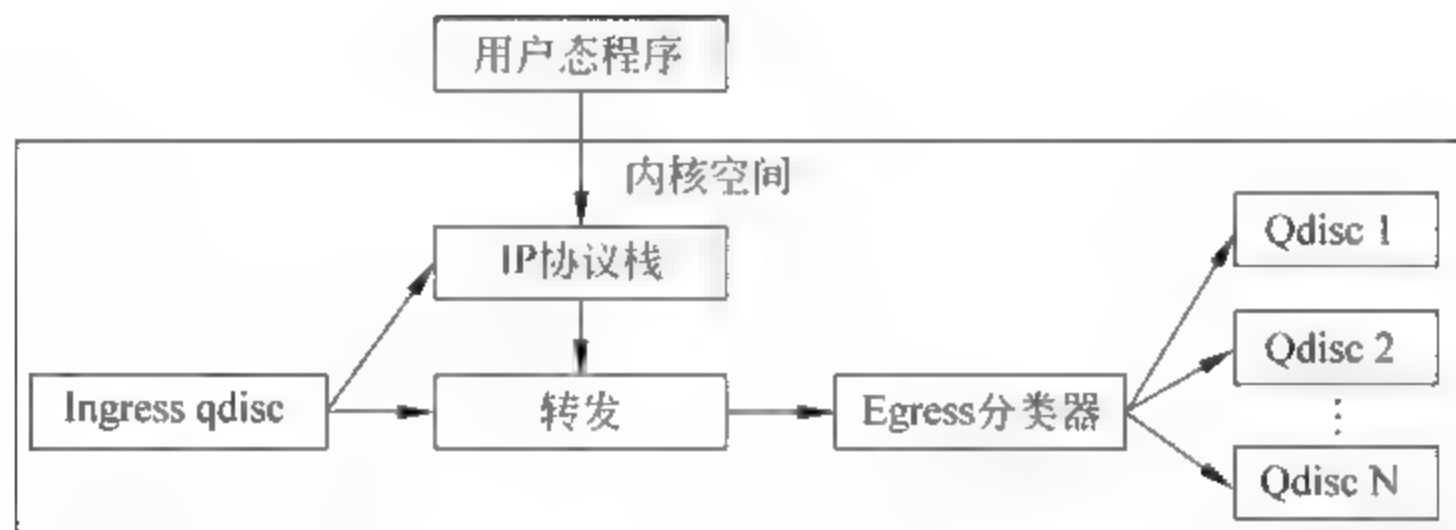 用户态程序
内核空间
IP协议栈
Qdisc 1
Qdisc 2
Ingress qdisc
转发
Egress分类器
⋮
Qdisc N